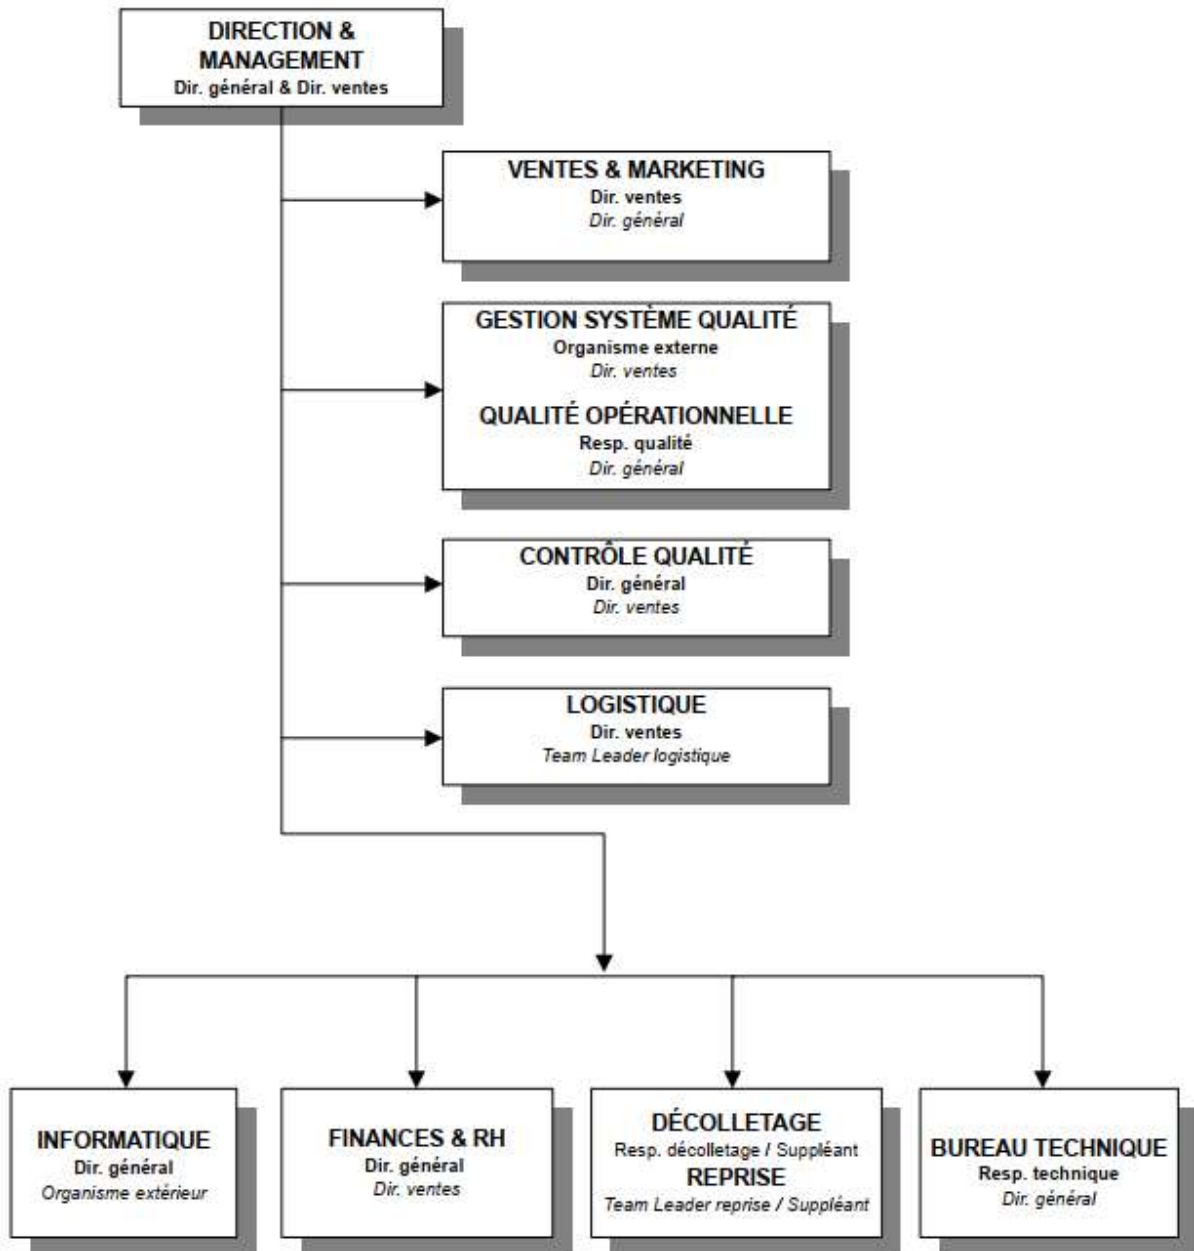 DIRECTION &
MANAGEMENT
Dir. général & Dir. ventes
VENTES & MARKETING
Dir. ventes
Dir. général
GESTION SYSTÈME QUALITÉ
Organisme externe
Dir. ventes
QUALITÉ OPÉRATIONNELLE
Resp. qualité
Dir. général
CONTRÔLE QUALITÉ
Dir. général
Dir. ventes
LOGISTIQUE
Dir. ventes
Team Leader logistique
INFORMATIQUE
Dir. général
Organisme extérieur
FINANCES & RH
Dir. général
Dir. ventes
DÉCOLLETAGE
Resp. décolletage / Suppléant
REPRISE
Team Leader reprise / Suppléant
BUREAU TECHNIQUE
Resp. technique
Dir. général